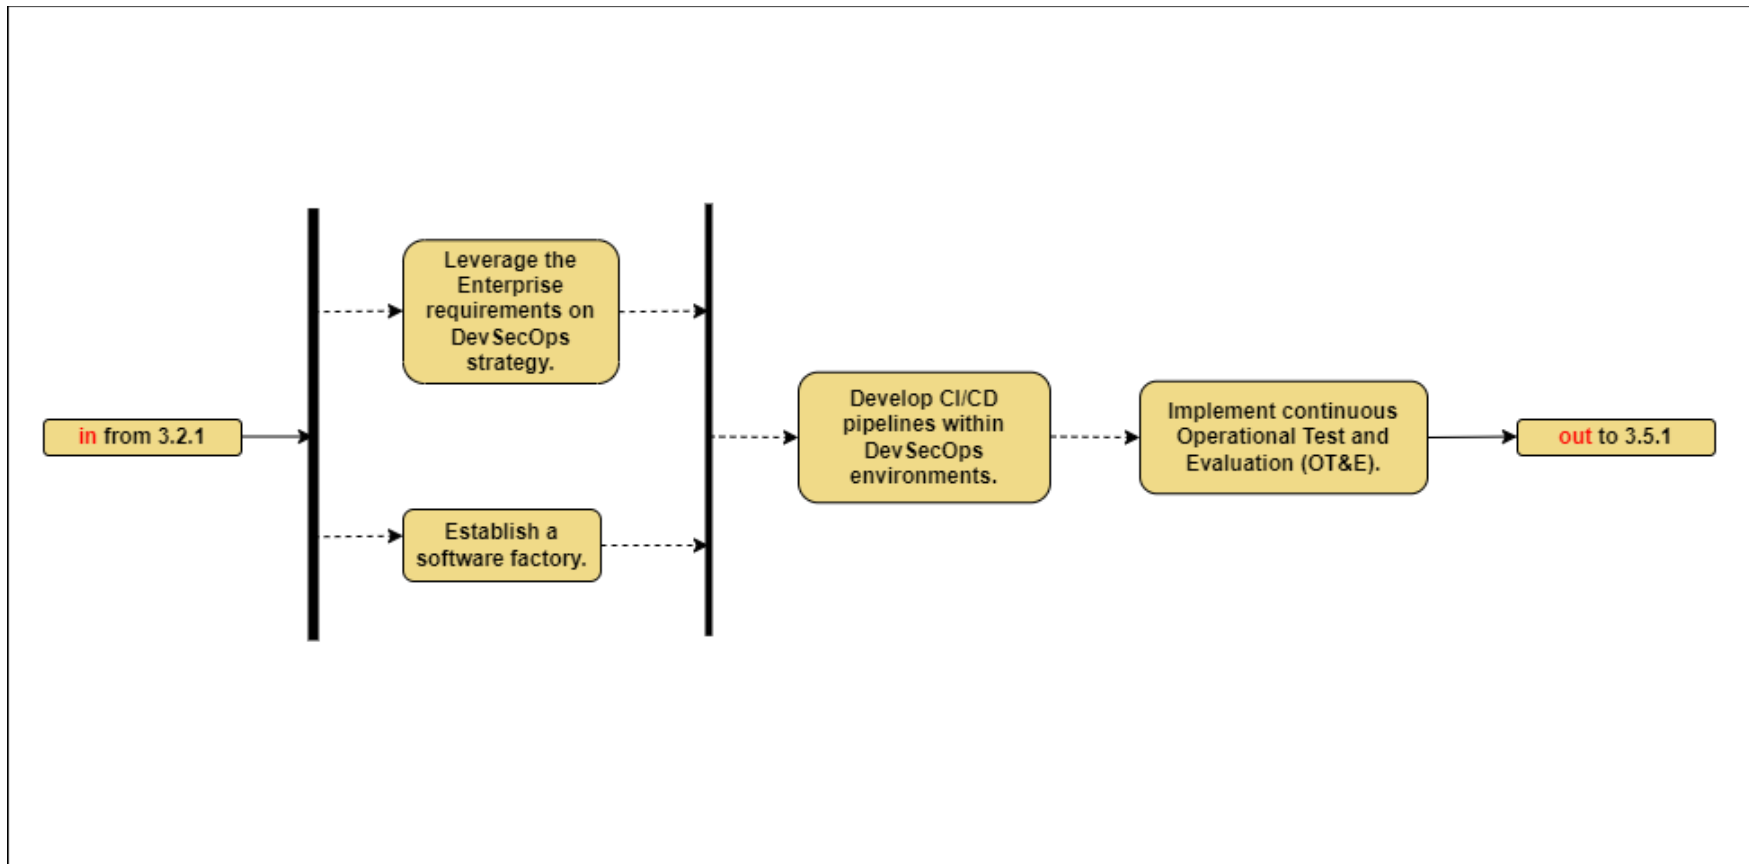 in from 3.2.1
Leverage the
Enterprise
requirements on
DevSecOps
strategy.
Establish a
software factory.
Develop CI/CD
pipelines within
DevSecOps
environments.
Implement continuous
Operational Test and
Evaluation (OT&E).
out to 3.5.1